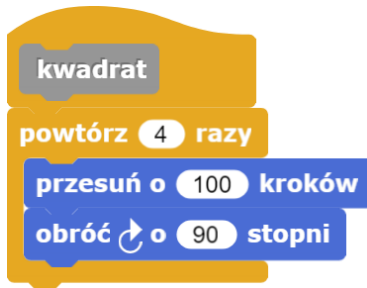 kwadrat
powtórz 4 razy
przesuń o 100 kroków
obróć o 90 stopni